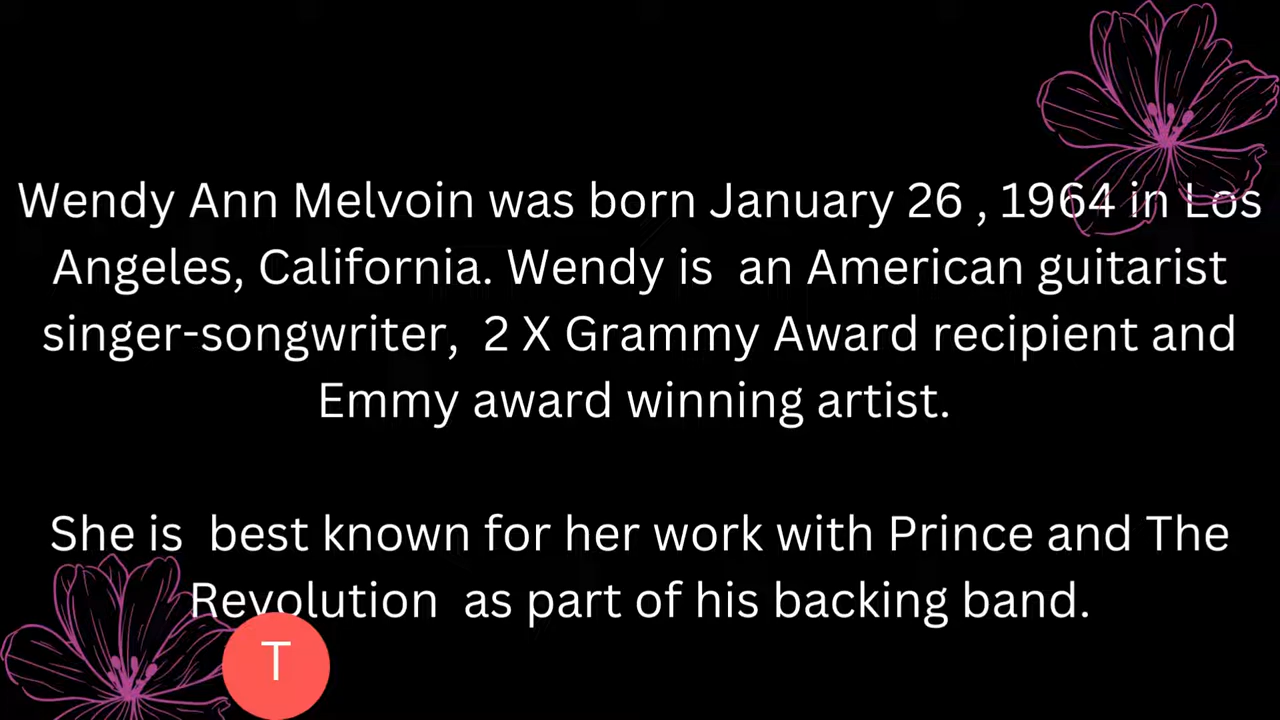 Wendy Ann Melvoin was born January 26 , 1964 in Los
Angeles, California. Wendy is  an American guitarist
singer-songwriter,  2 X Grammy Award recipient and
Emmy award winning artist.
She is  best known for her work with Prince and The
Revolution  as part of his backing band.
T